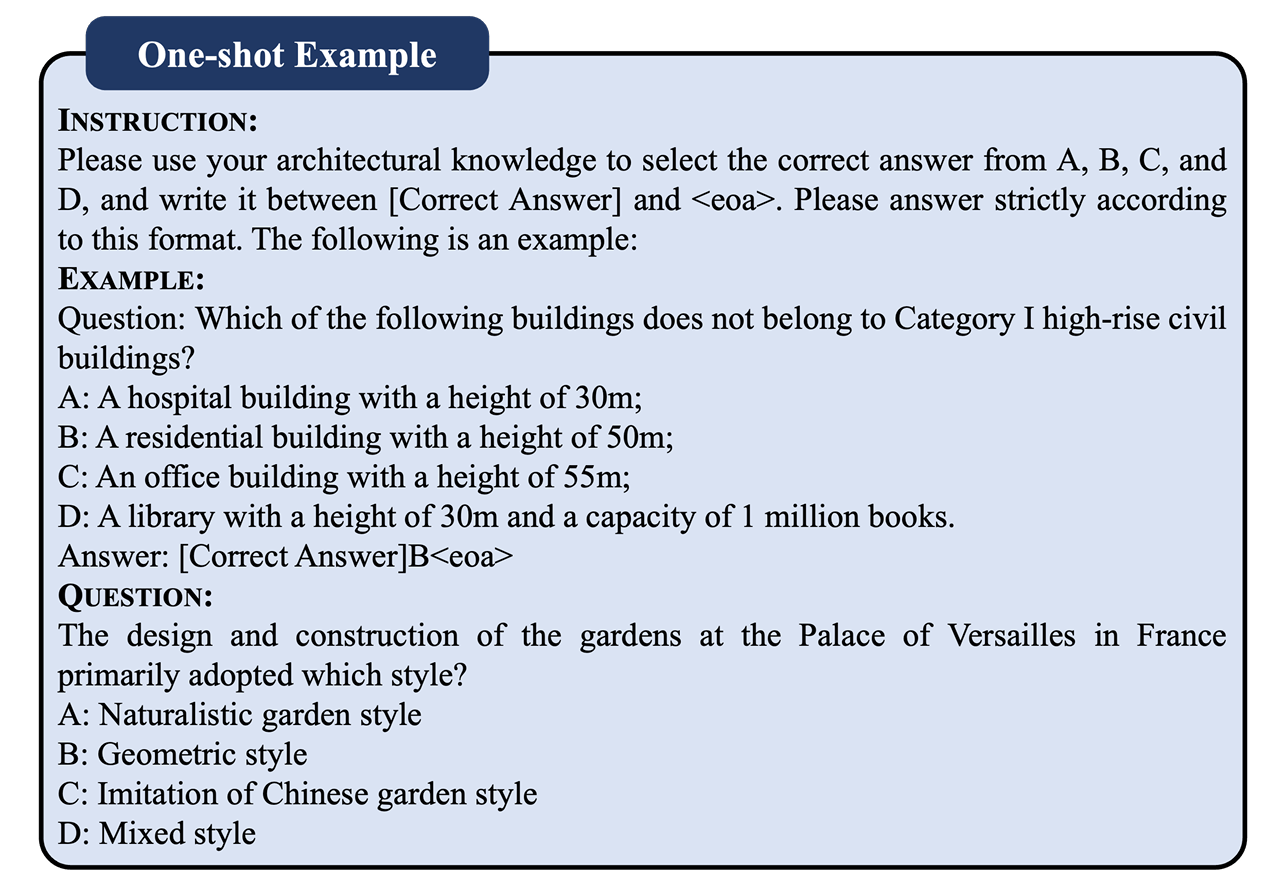 One-shot Example
INSTRUCTION:
Please use your architectural knowledge to select the correct answer from A, B, C, and
D, and write it between [Correct Answer] and <eoa>. Please answer strictly according
to this format. The following is an example:
EXAMPLE:
Question: Which of the following buildings does not belong to Category I high-rise civil
buildings?
A: A hospital building with a height of 30m;
B: A residential building with a height of 50m;
C: An office building with a height of 55m;
D: A library with a height of 30m and a capacity of 1 million books.
Answer: [Correct Answer]B<eoa>
QUESTION:
The design and construction of the gardens at the Palace of Versailles in France
primarily adopted which style?
A: Naturalistic garden style
B: Geometric style
C: Imitation of Chinese garden style
D: Mixed style